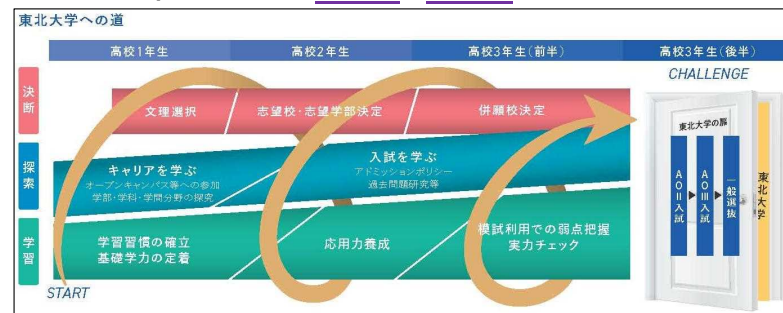 東北大学への道
高校1年生
高校2年生
高校3年生(前半)
高校3年生(後半)
決断
文理選択
志望校・志望学部決定
併願校決定
探索
キャリアを学ぶ
オープンキャンパス等への参加
学部・学科・学問分野の探究
入試を学ぶ
アドミッションポリシー
過去問題研究等
学習
学習習慣の確立
基礎学力の定着
応用力養成
模試利用での弱点把握
実力チェック
START
CHALLENGE
東北大学の扉
AOⅡ入試
AOⅢ入試
一般選抜
東北大学